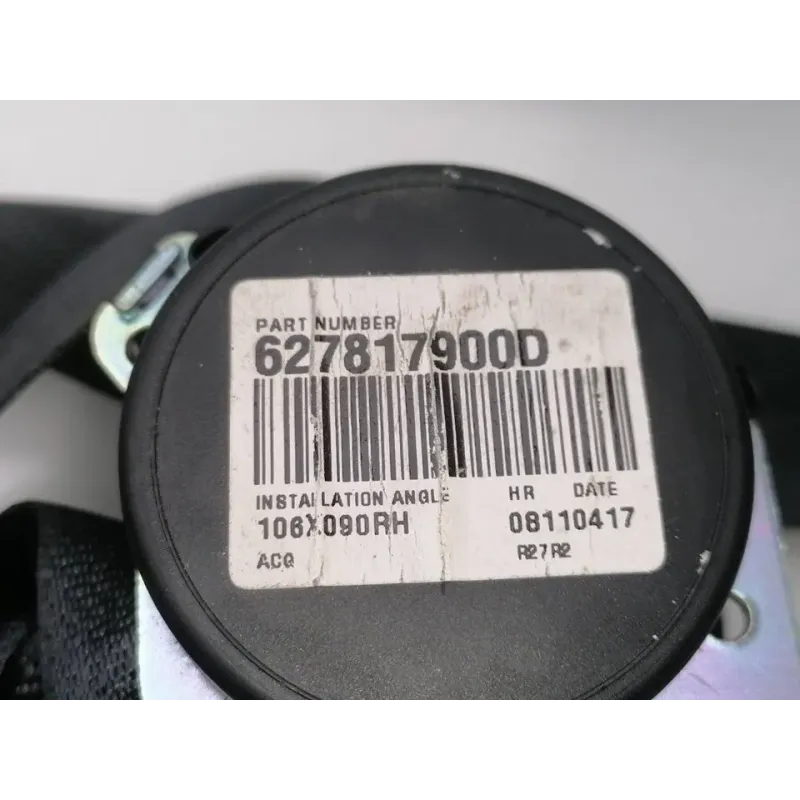 PART NUMBER
627817900D
INSTALLATION ANGLE HR DATE
106X090RH 08110417
ACQ R27R2